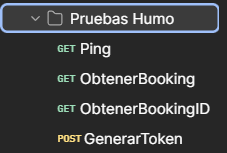 Pruebas Humo
GET Ping
GET ObtenerBooking
GET ObtenerBookingID
POST GenerarToken